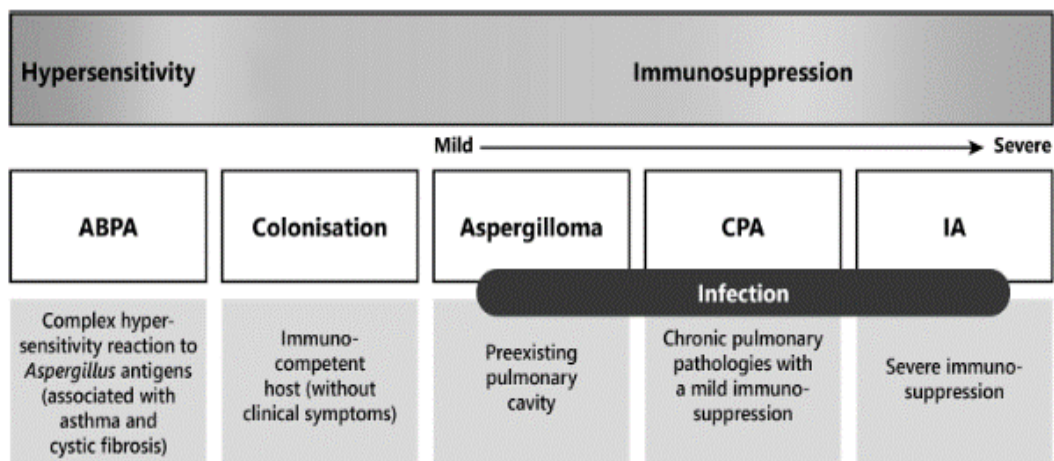 Hypersensitivity Immunosuppression
Mild Severe
ABPA Colonisation Aspergilloma CPA IA
Infection
Complex hyper-
sensitivity reaction to
Aspergillus antigens
(associated with
asthma and
cystic fibrosis)
Immuno-
competent
host (without
clinical symptoms)
Preexisting
pulmonary
cavity
Chronic pulmonary
pathologies with
a mild immuno-
suppression
Severe immuno-
suppression